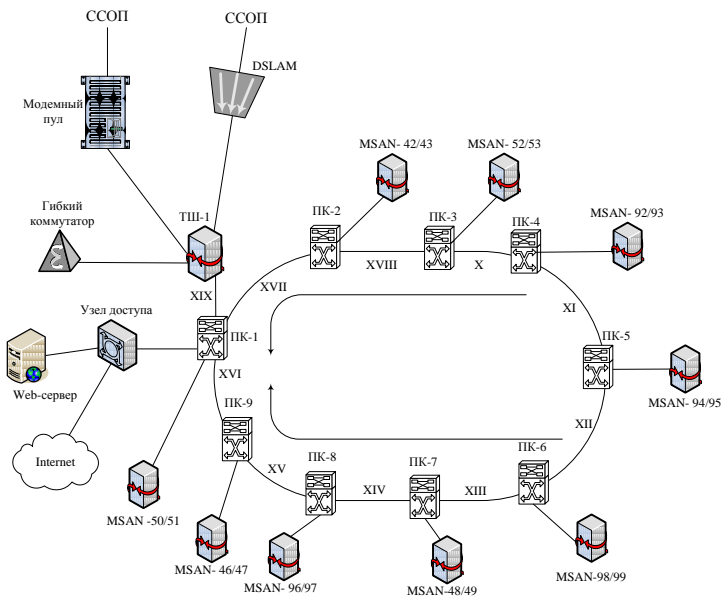 ССОП
ССОП
DSLAM
Модемный
пул
MSAN- 42/43
MSAN- 52/53
Гибкий
коммутатор
ТШ-1
ПК-2
ПК-3
ПК-4
MSAN- 92/93
XVIII
X
XIX
XVII
XI
Узел доступа
ПК-1
ПК-5
Web-сервер
XVI
MSAN- 94/95
ПК-9
XII
Internet
XV
ПК-8
ПК-7
ПК-6
XIV
XIII
MSAN -50/51
MSAN- 46/47
MSAN- 96/97
MSAN-48/49
MSAN-98/99